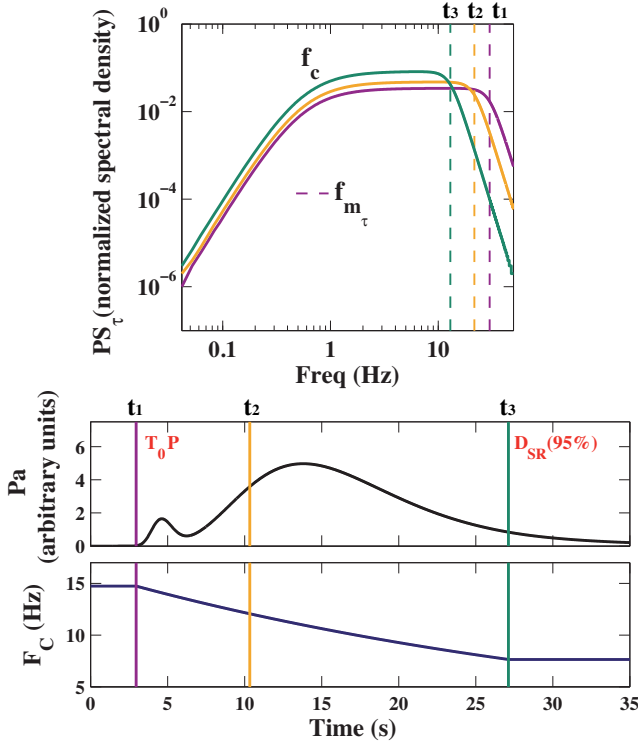 t3 t2 t1
10^0
10^-2
10^-4
10^-6
PS_τ (normalized spectral density)
f_c
f_{m_τ}
0.1 1 10
Freq (Hz)
t1 t2 t3
T_0P
D_SR(95%)
Pa
(arbitrary units)
6
4
2
0
F_C (Hz)
15
10
5
0 5 10 15 20 25 30 35
Time (s)